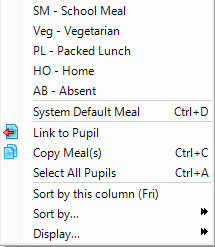 SM - School Meal
Veg - Vegetarian
PL - Packed Lunch
HO - Home
AB - Absent
System Default Meal Ctrl+D
Link to Pupil
Copy Meal(s) Ctrl+C
Select All Pupils Ctrl+A
Sort by this column (Fri)
Sort by...
Display...